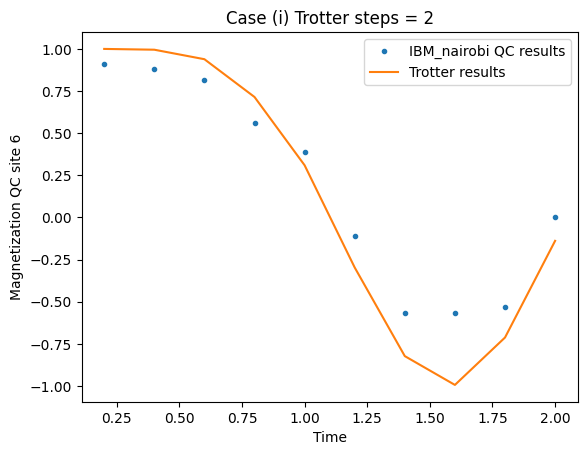 Case (i) Trotter steps = 2
IBM_nairobi QC results
Trotter results
Magnetization QC site 6
1.00
0.75
0.50
0.25
0.00
−0.25
−0.50
−0.75
−1.00
0.25 0.50 0.75 1.00 1.25 1.50 1.75 2.00
Time